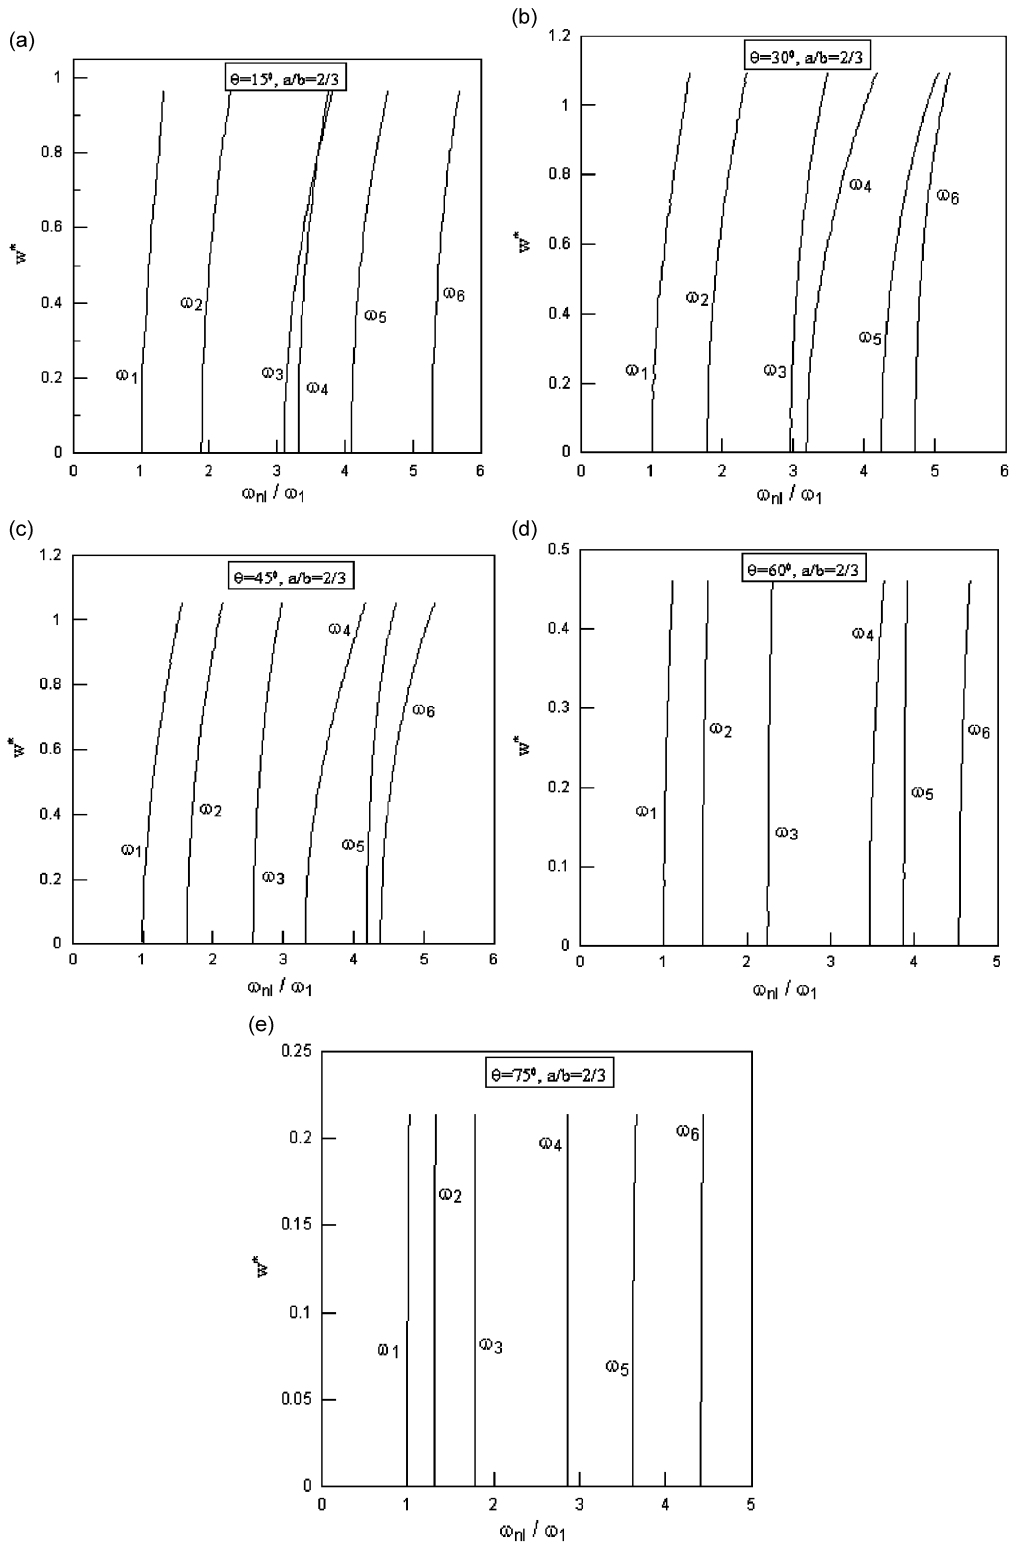 (a)
θ=15⁰, a/b=2/3
1
0.8
0.6
0.4
0.2
0
w*
ω1
ω2
ω3
ω4
ω5
ω6
0 1 2 3 4 5 6
ωnl / ω1
(b)
θ=30⁰, a/b=2/3
1.2
1
0.8
0.6
0.4
0.2
0
w*
ω1
ω2
ω3
ω4
ω5
ω6
0 1 2 3 4 5 6
ωnl / ω1
(c)
θ=45⁰, a/b=2/3
1.2
1
0.8
0.6
0.4
0.2
0
w*
ω1
ω2
ω3
ω4
ω5
ω6
0 1 2 3 4 5 6
ωnl / ω1
(d)
θ=60⁰, a/b=2/3
0.5
0.4
0.3
0.2
0.1
0
w*
ω1
ω2
ω3
ω4
ω5
ω6
0 1 2 3 4 5
ωnl / ω1
(e)
θ=75⁰, a/b=2/3
0.25
0.2
0.15
0.1
0.05
0
w*
ω1
ω2
ω3
ω4
ω5
ω6
0 1 2 3 4 5
ωnl / ω1